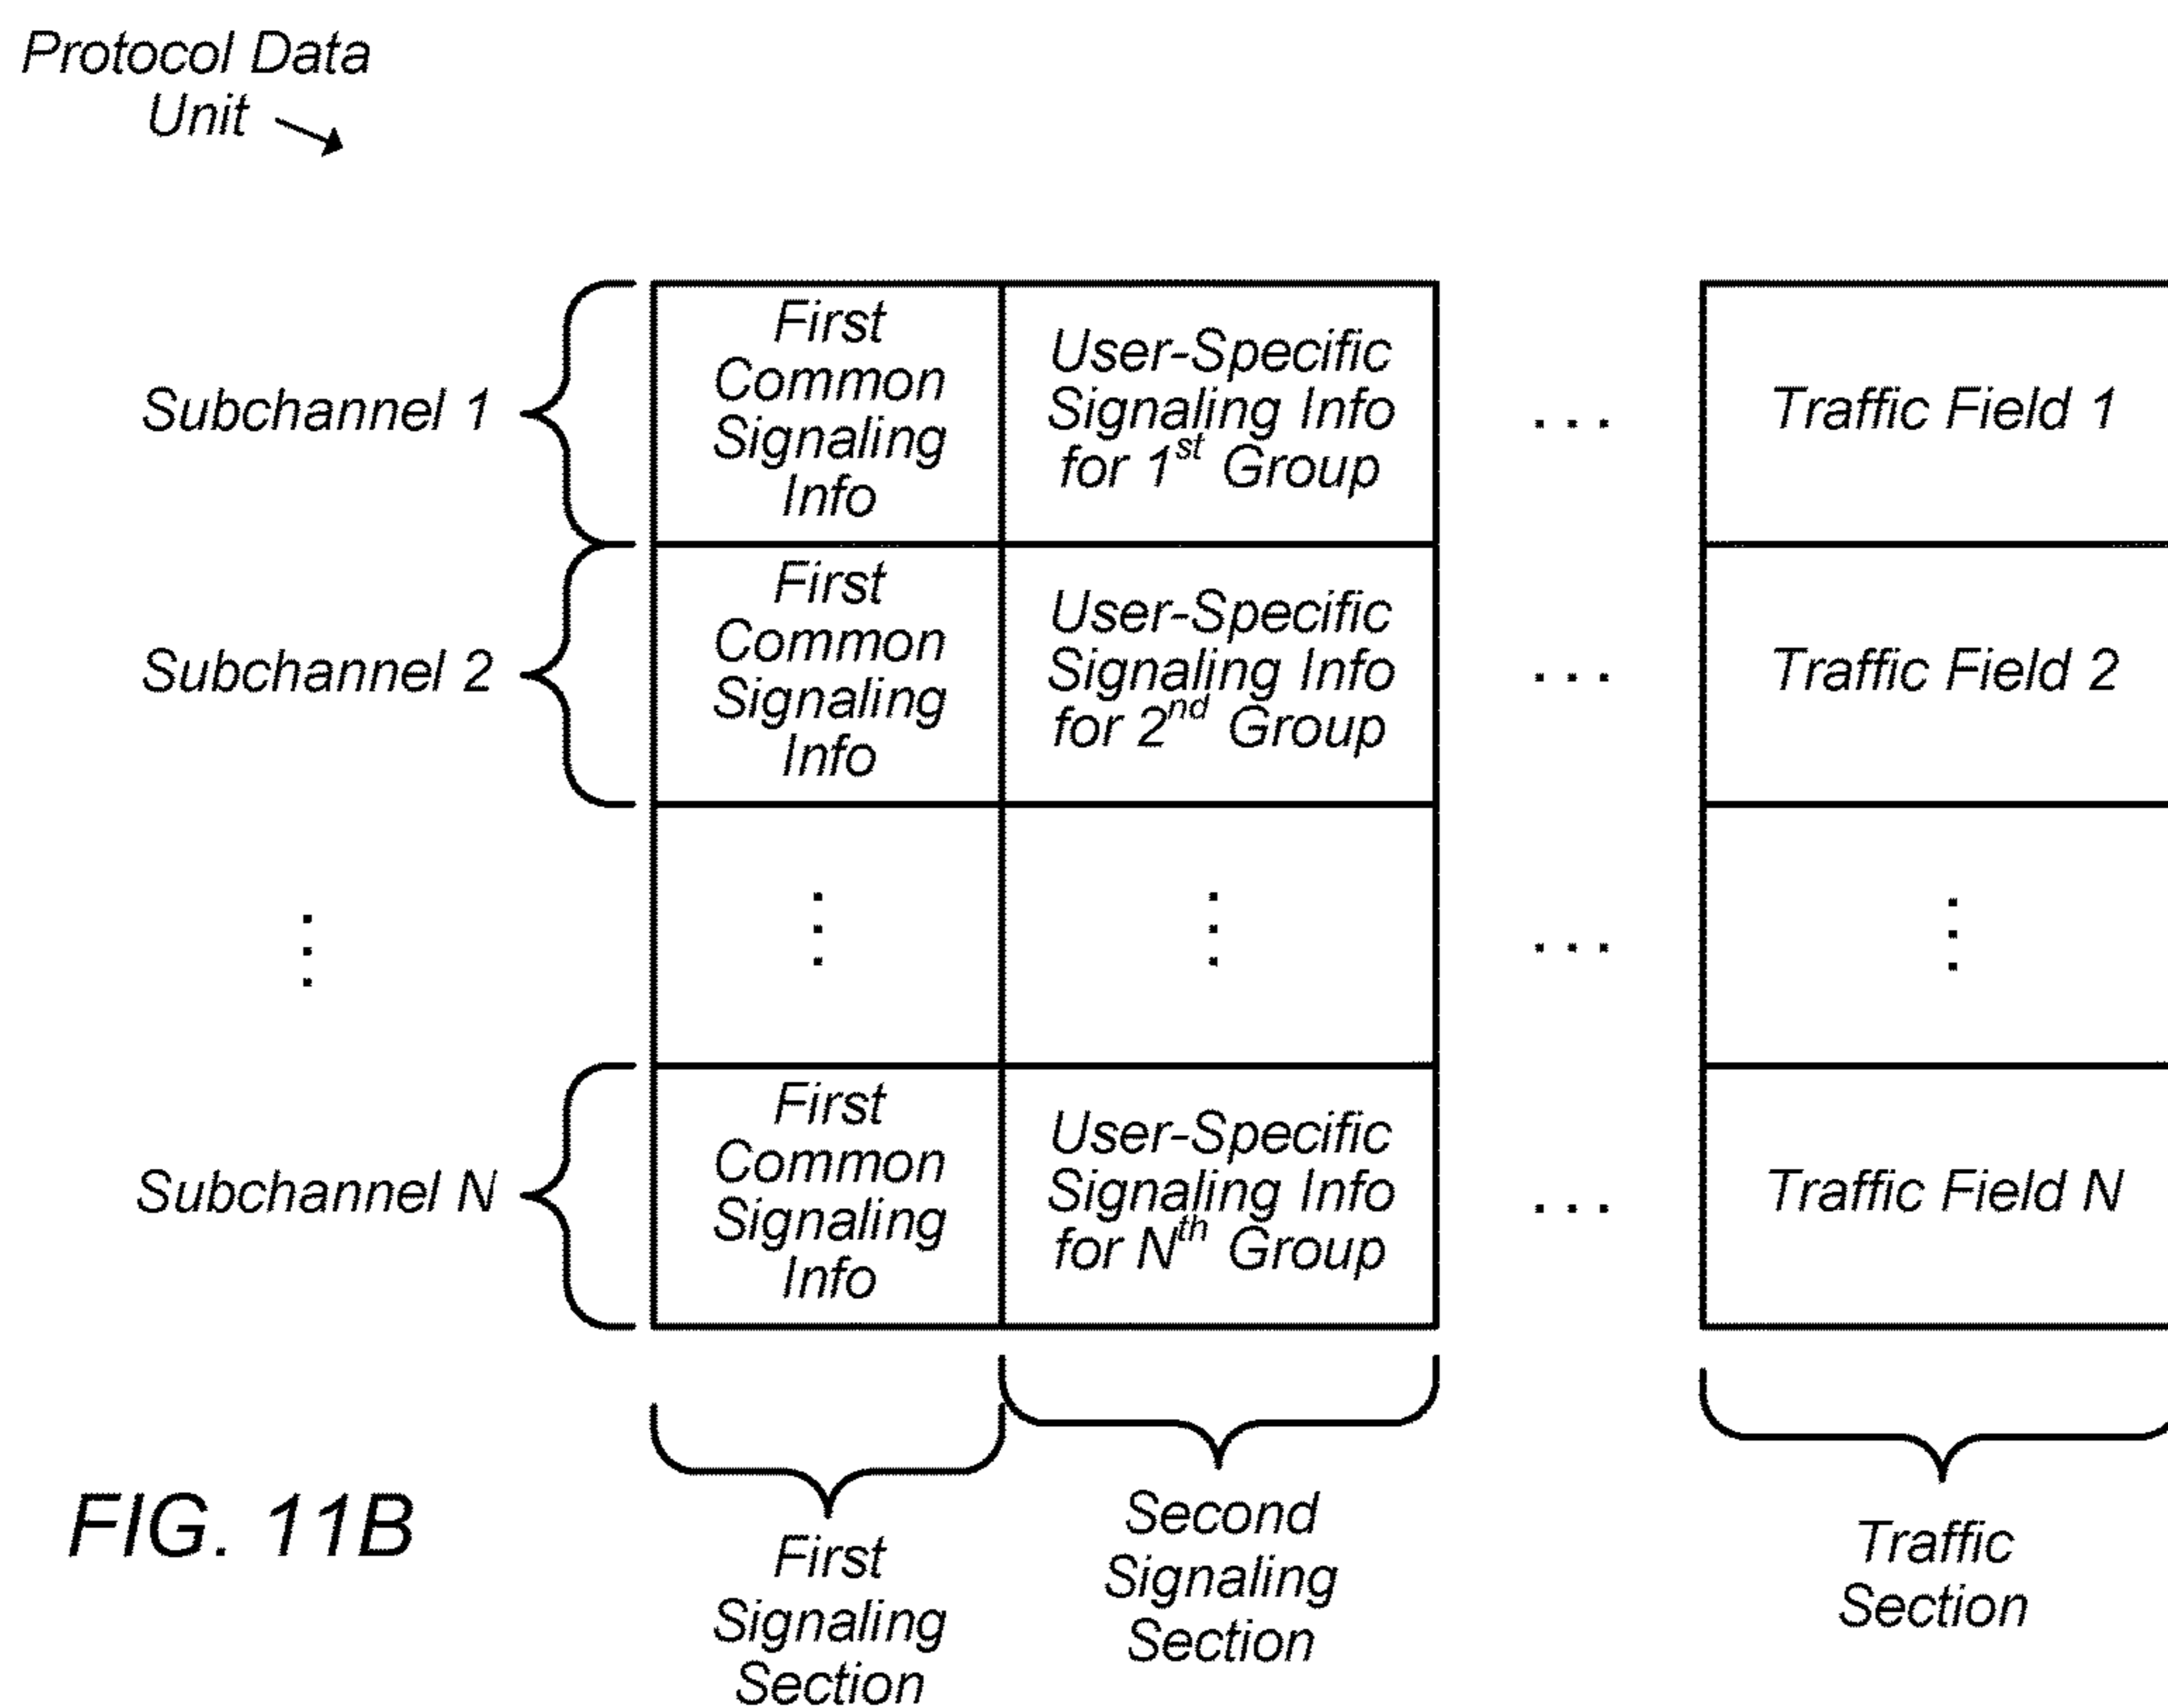 Protocol Data
Unit
Subchannel 1
First
Common
Signaling
Info
User-Specific
Signaling Info
for 1st Group
. . .
Traffic Field 1
Subchannel 2
First
Common
Signaling
Info
User-Specific
Signaling Info
for 2nd Group
. . .
Traffic Field 2
. . .
Subchannel N
First
Common
Signaling
Info
User-Specific
Signaling Info
for Nth Group
. . .
Traffic Field N
FIG. 11B
First
Signaling
Section
Second
Signaling
Section
Traffic
Section